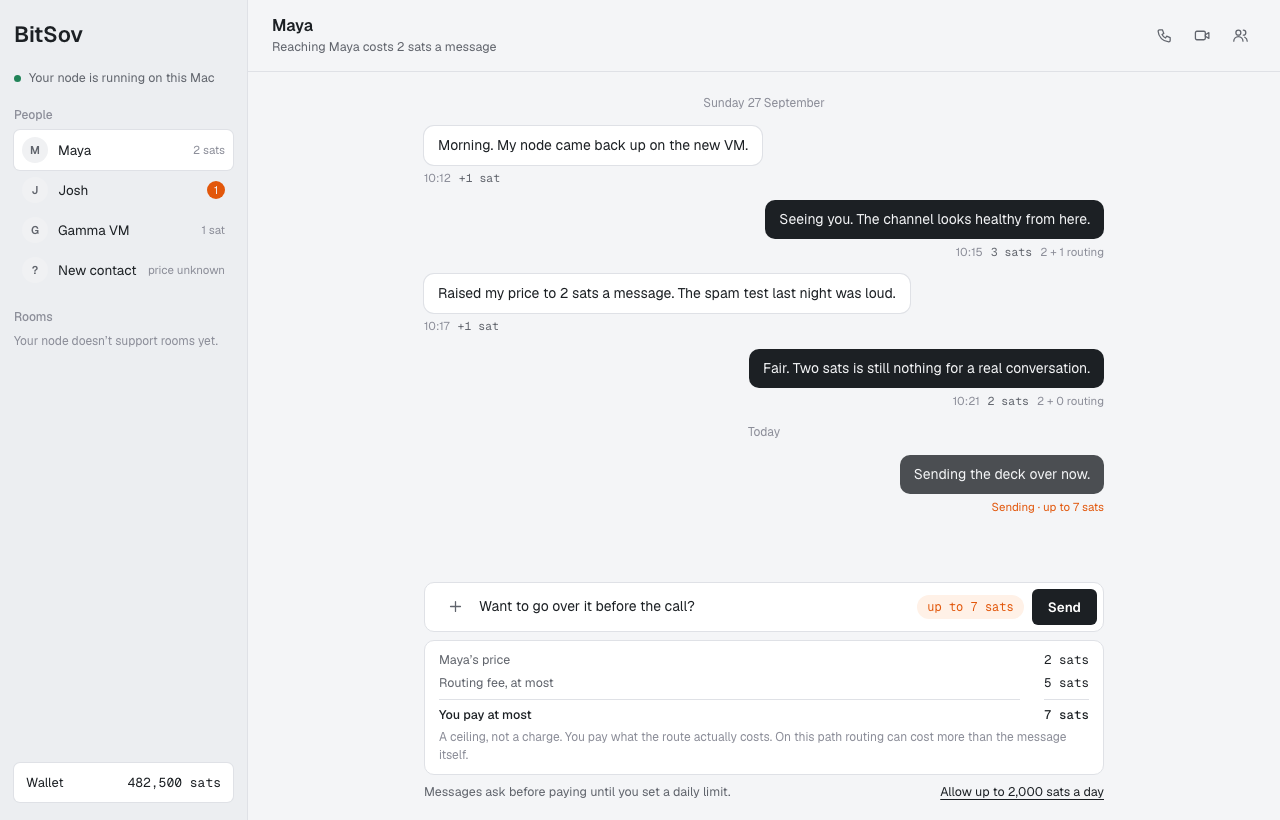 BitSov
Your node is running on this Mac
People
M Maya 2 sats
J Josh 1
G Gamma VM 1 sat
? New contact price unknown
Rooms
Your node doesn't support rooms yet.
Wallet 482,500 sats
Maya
Reaching Maya costs 2 sats a message
Sunday 27 September
Morning. My node came back up on the new VM.
10:12 +1 sat
Seeing you. The channel looks healthy from here.
10:15 3 sats 2 + 1 routing
Raised my price to 2 sats a message. The spam test last night was loud.
10:17 +1 sat
Fair. Two sats is still nothing for a real conversation.
10:21 2 sats 2 + 0 routing
Today
Sending the deck over now.
Sending · up to 7 sats
Want to go over it before the call? up to 7 sats Send
Maya's price 2 sats
Routing fee, at most 5 sats
You pay at most 7 sats
A ceiling, not a charge. You pay what the route actually costs. On this path routing can cost more than the message
itself.
Messages ask before paying until you set a daily limit. Allow up to 2,000 sats a day